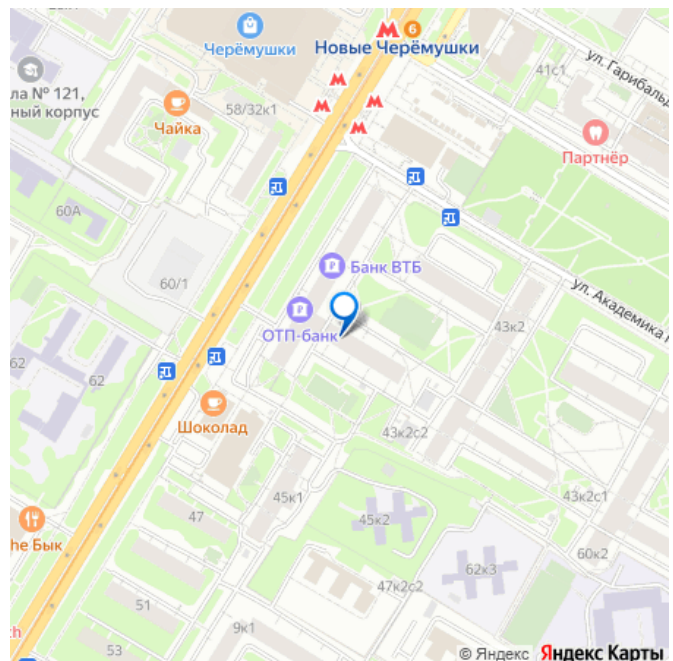 Черёмушки
6
Новые Черёмушки
ул. Гарибаль
41с1
ла № 121,
ный корпус
58/32к1
Чайка
Партнёр
60А
Банк ВТБ
60/1
ул. Академика
ОТП-банк
43к2
62
62
Шоколад
43к2с2
45к1
43к2с1
47
45к2
he Бык
60к2
62к3
47к2с2
51
9к1
53
© Яндекс Яндекс Карты